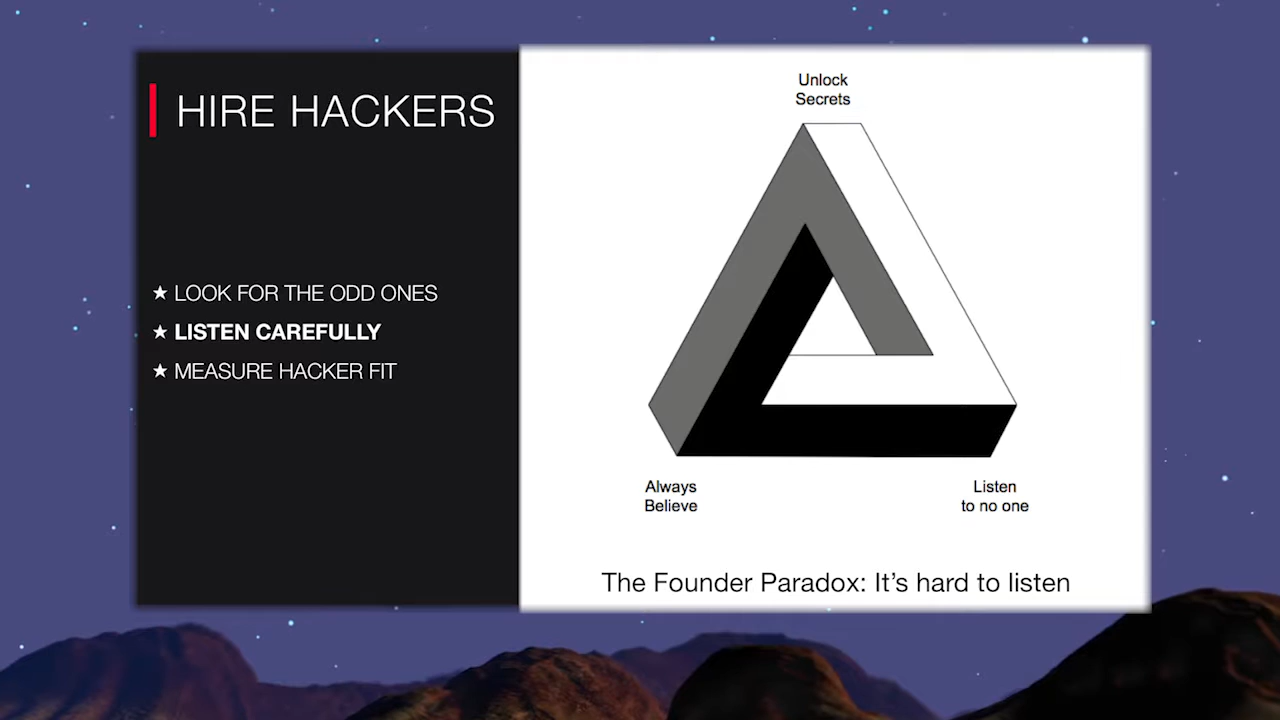 HIRE HACKERS
★ LOOK FOR THE ODD ONES
★ LISTEN CAREFULLY
★ MEASURE HACKER FIT
Unlock
Secrets
Always
Believe
Listen
to no one
The Founder Paradox: It's hard to listen